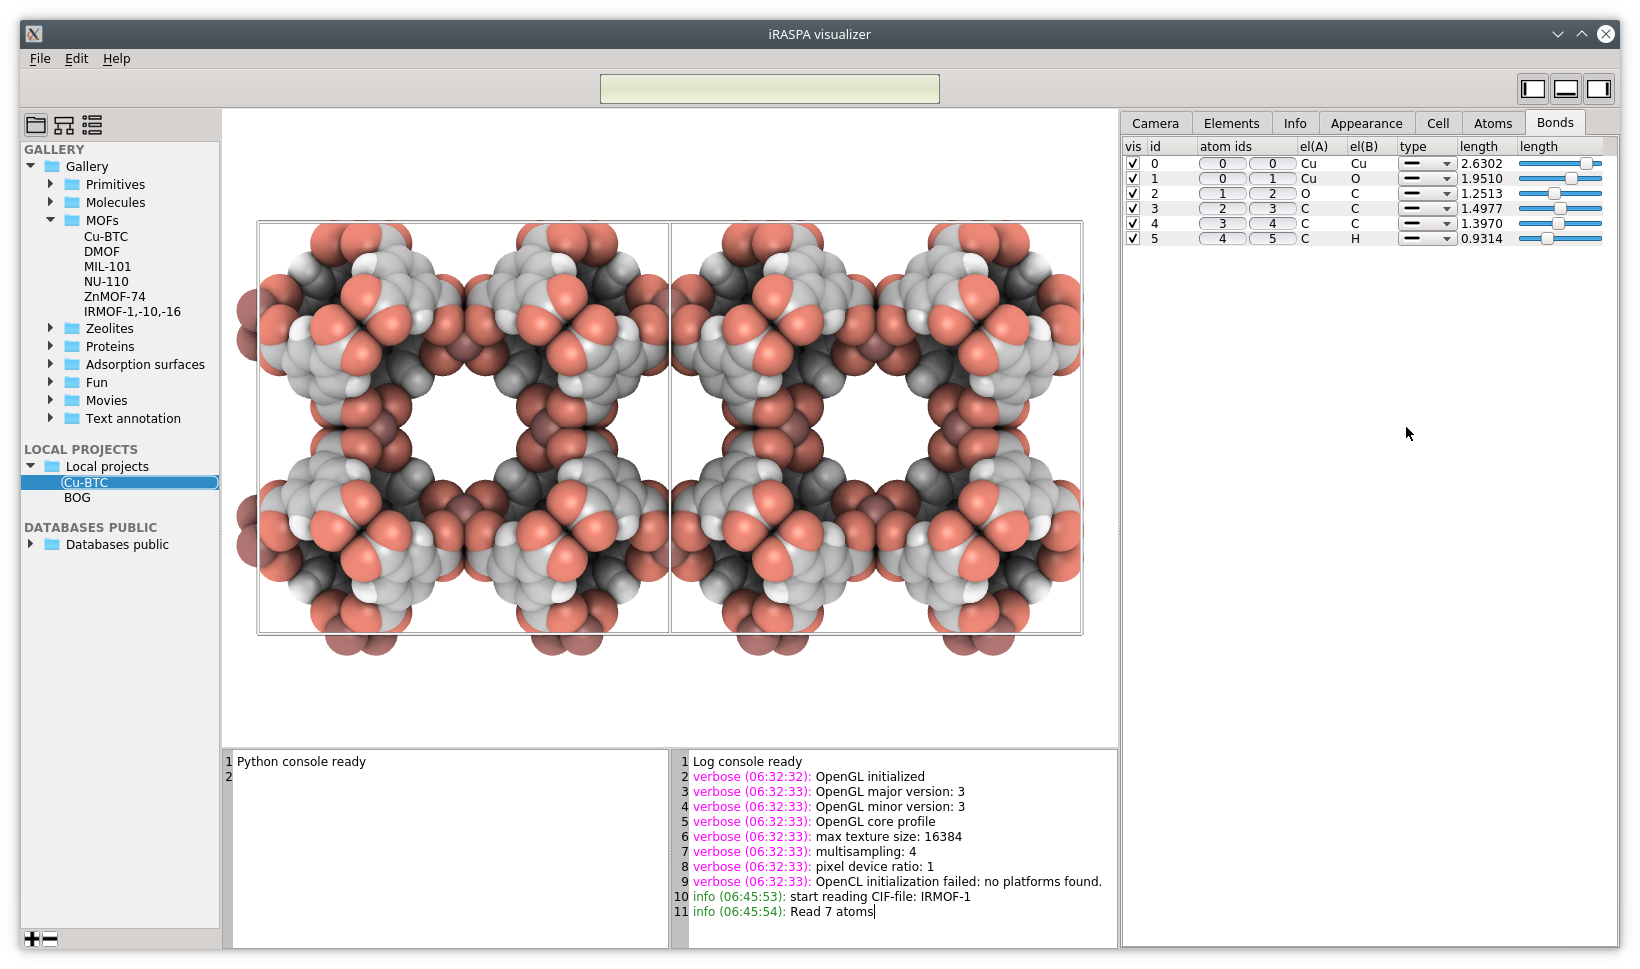 iRASPA visualizer
File Edit Help
GALLERY
Gallery
Primitives
Molecules
MOFs
Cu-BTC
DMOF
MIL-101
NU-110
ZnMOF-74
IRMOF-1,-10,-16
Zeolites
Proteins
Adsorption surfaces
Fun
Movies
Text annotation
LOCAL PROJECTS
Local projects
Cu-BTC
BOG
DATABASES PUBLIC
Databases public
1 Python console ready
2
1 Log console ready
2 verbose (06:32:32): OpenGL initialized
3 verbose (06:32:33): OpenGL major version: 3
4 verbose (06:32:33): OpenGL minor version: 3
5 verbose (06:32:33): OpenGL core profile
6 verbose (06:32:33): max texture size: 16384
7 verbose (06:32:33): multisampling: 4
8 verbose (06:32:33): pixel device ratio: 1
9 verbose (06:32:33): OpenCL initialization failed: no platforms found.
10 info (06:45:53): start reading CIF-file: IRMOF-1
11 info (06:45:54): Read 7 atoms
Camera Elements Info Appearance Cell Atoms Bonds
vis id atom ids el(A) el(B) type length length
0 0 0 Cu Cu 2.6302
1 0 1 Cu O 1.9510
2 1 2 O C 1.2513
3 2 3 C C 1.4977
4 3 4 C C 1.3970
5 4 5 C H 0.9314